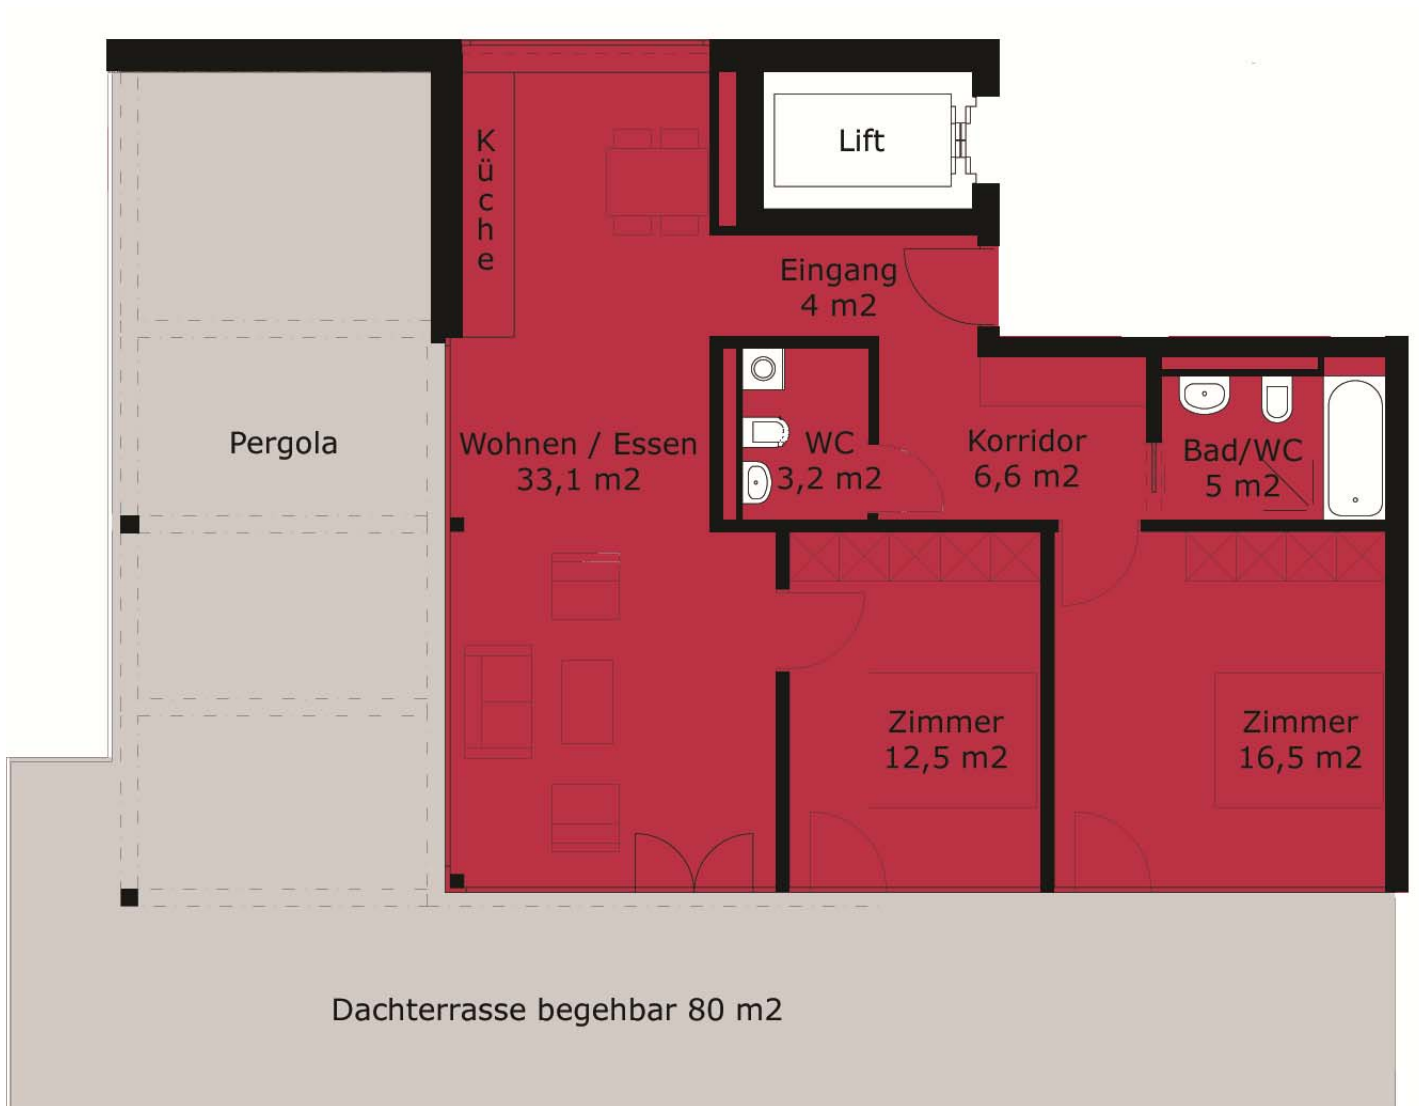 Lift
K
ü
c
h
e
Eingang
4 m2
Pergola
Wohnen / Essen
33,1 m2
WC
3,2 m2
Korridor
6,6 m2
Bad/WC
5 m2
Zimmer
12,5 m2
Zimmer
16,5 m2
Dachterrasse begehbar 80 m2